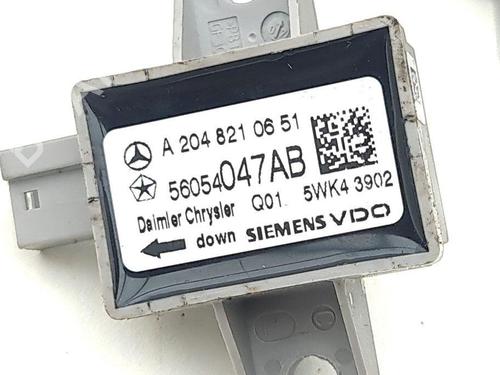 A 204 821 06 51
56054047AB
Daimler Chrysler Q01 5WK4 3902
down SIEMENS VDO